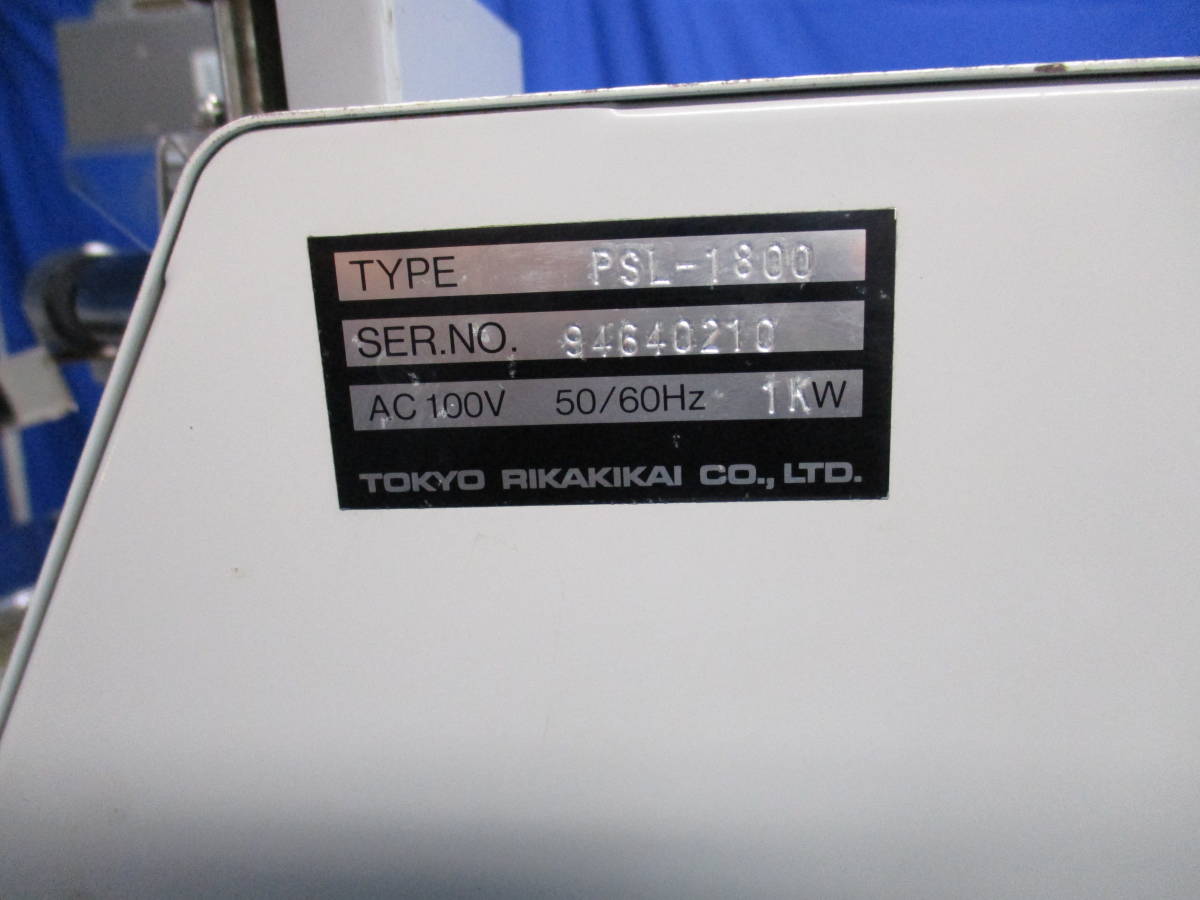 TYPE PSL-1800
SER.NO. 94640210
AC 100V 50/60Hz 1KW
TOKYO RIKAKIKAI CO., LTD.